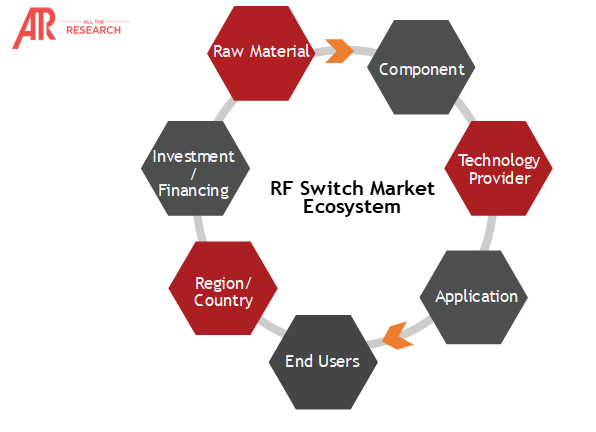 ALL THE
RESEARCH
ATR
RF Switch Market
Ecosystem
Raw Material
Component
Technology
Provider
Application
End Users
Region/
Country
Investment
/
Financing